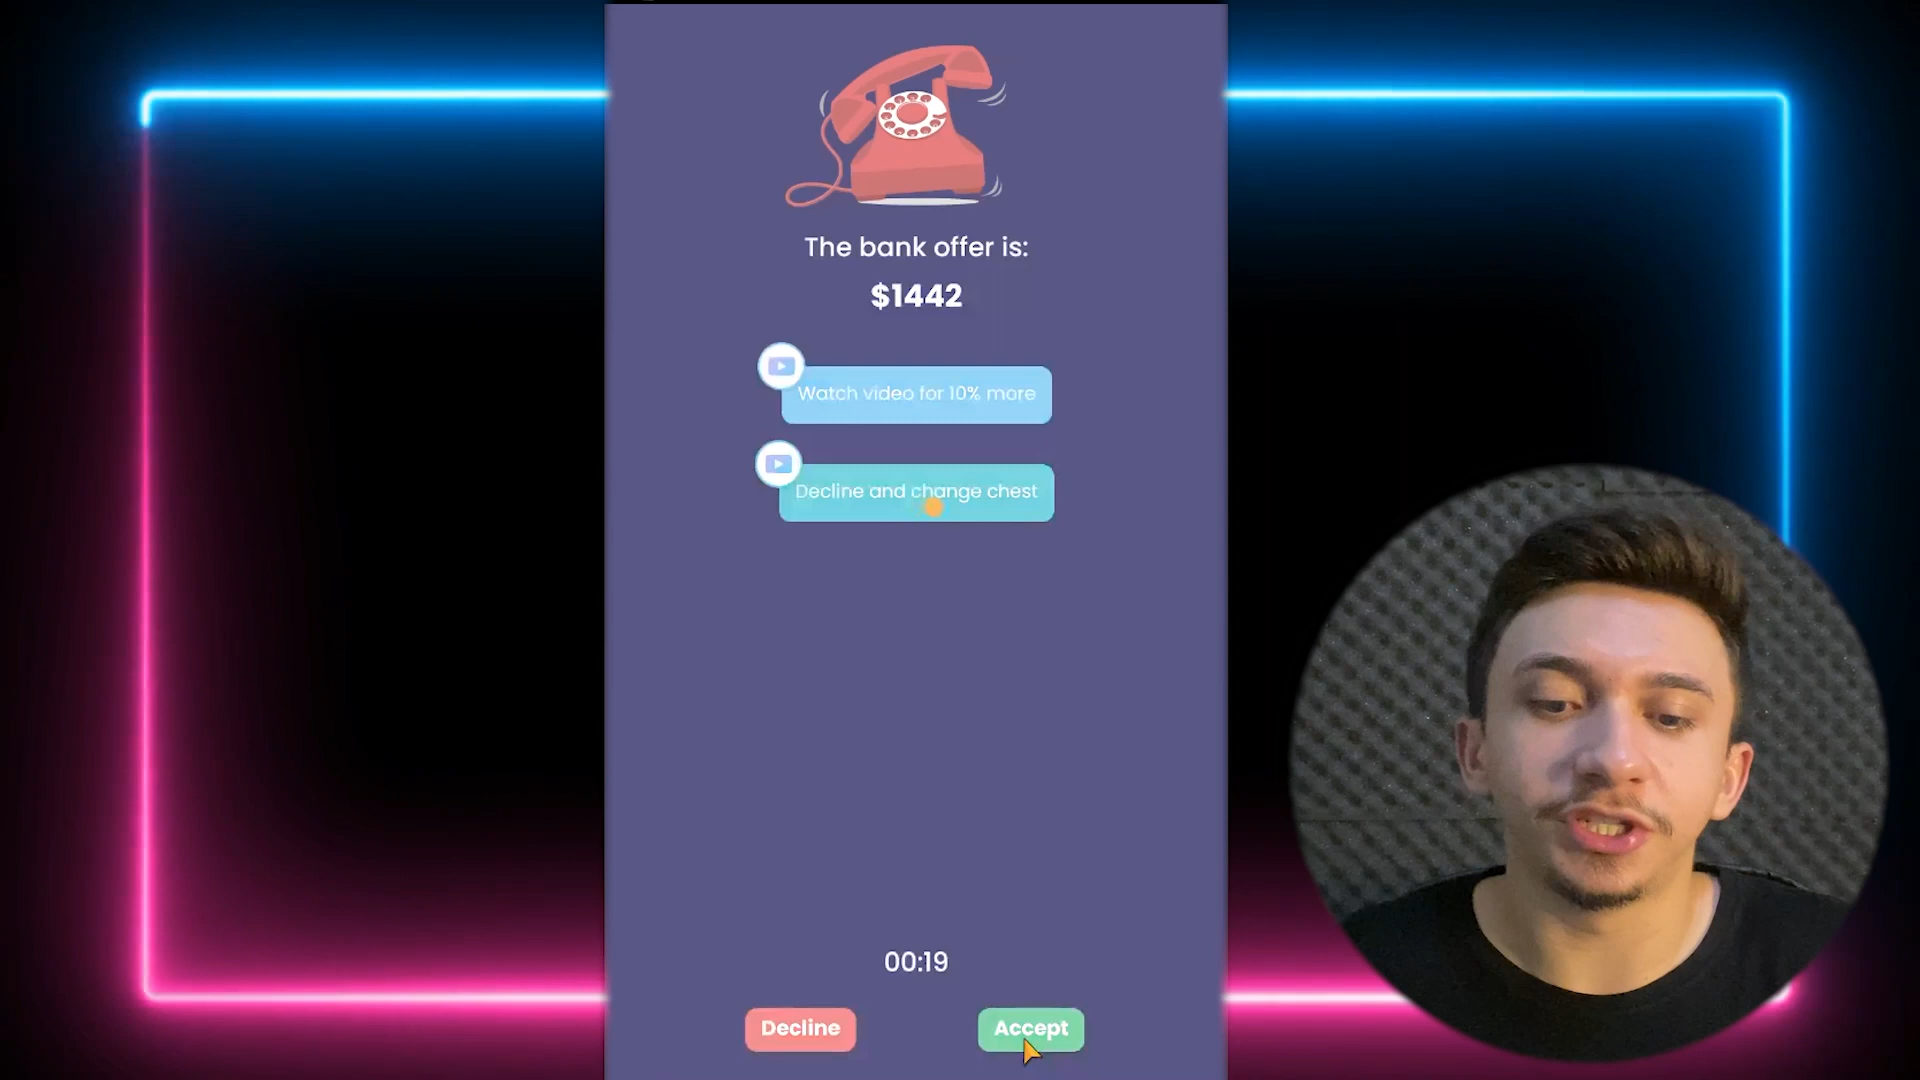 The bank offer is:
$1442
Watch video for 10% more
Decline and change chest
00:19
Decline
Accept